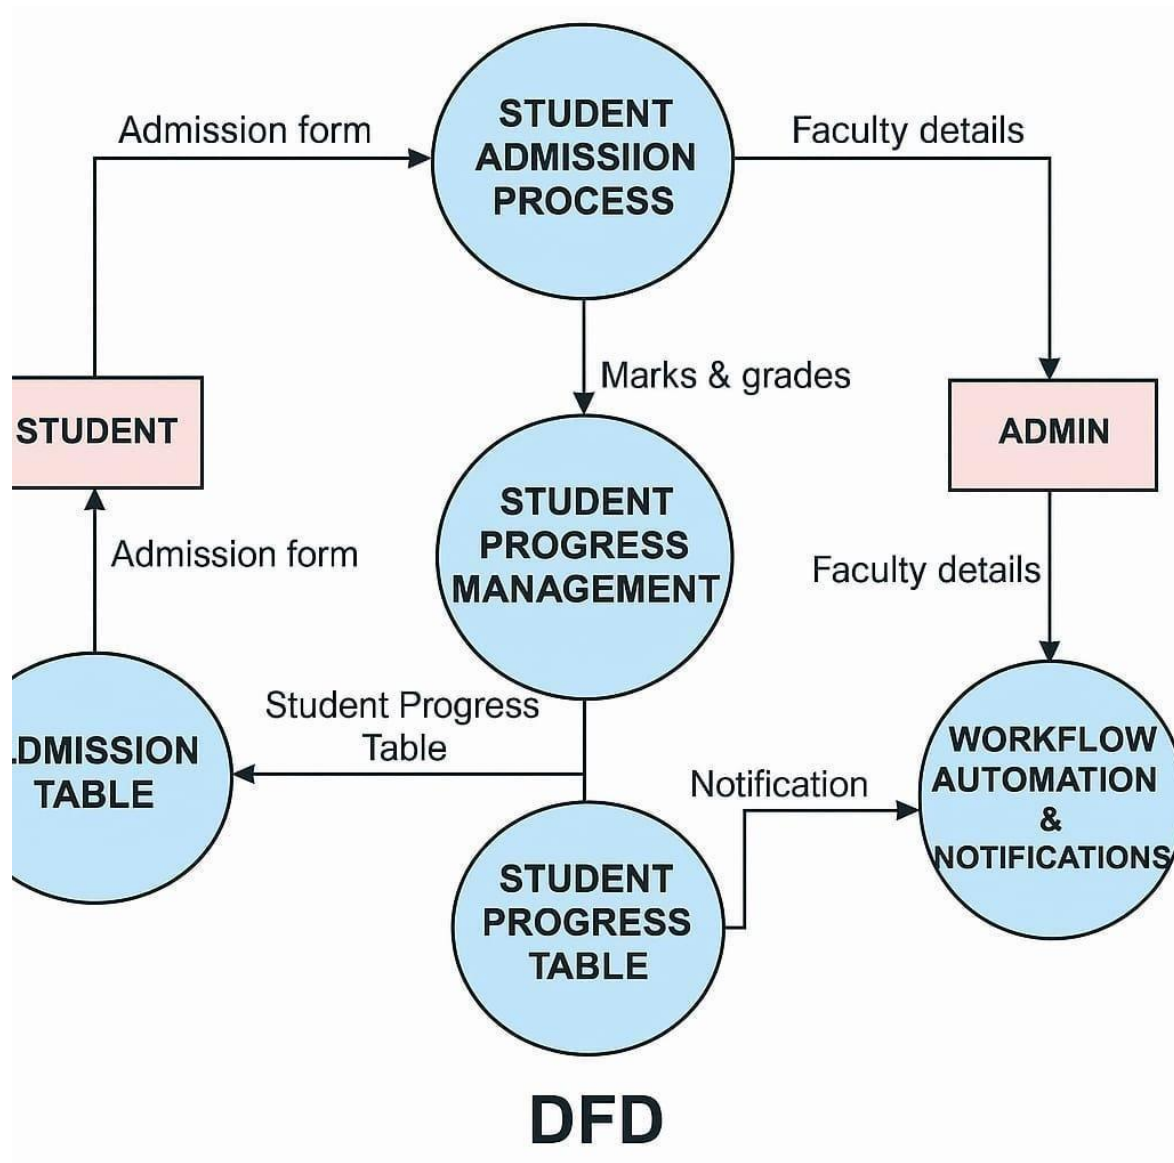 STUDENT
ADMISSIION
PROCESS
Admission form
Faculty details
Marks & grades
STUDENT
ADMIN
STUDENT
PROGRESS
MANAGEMENT
Admission form
Faculty details
Student Progress
Table
DMISSION
TABLE
Notification
WORKFLOW
AUTOMATION
&
NOTIFICATIONS
STUDENT
PROGRESS
TABLE
DFD